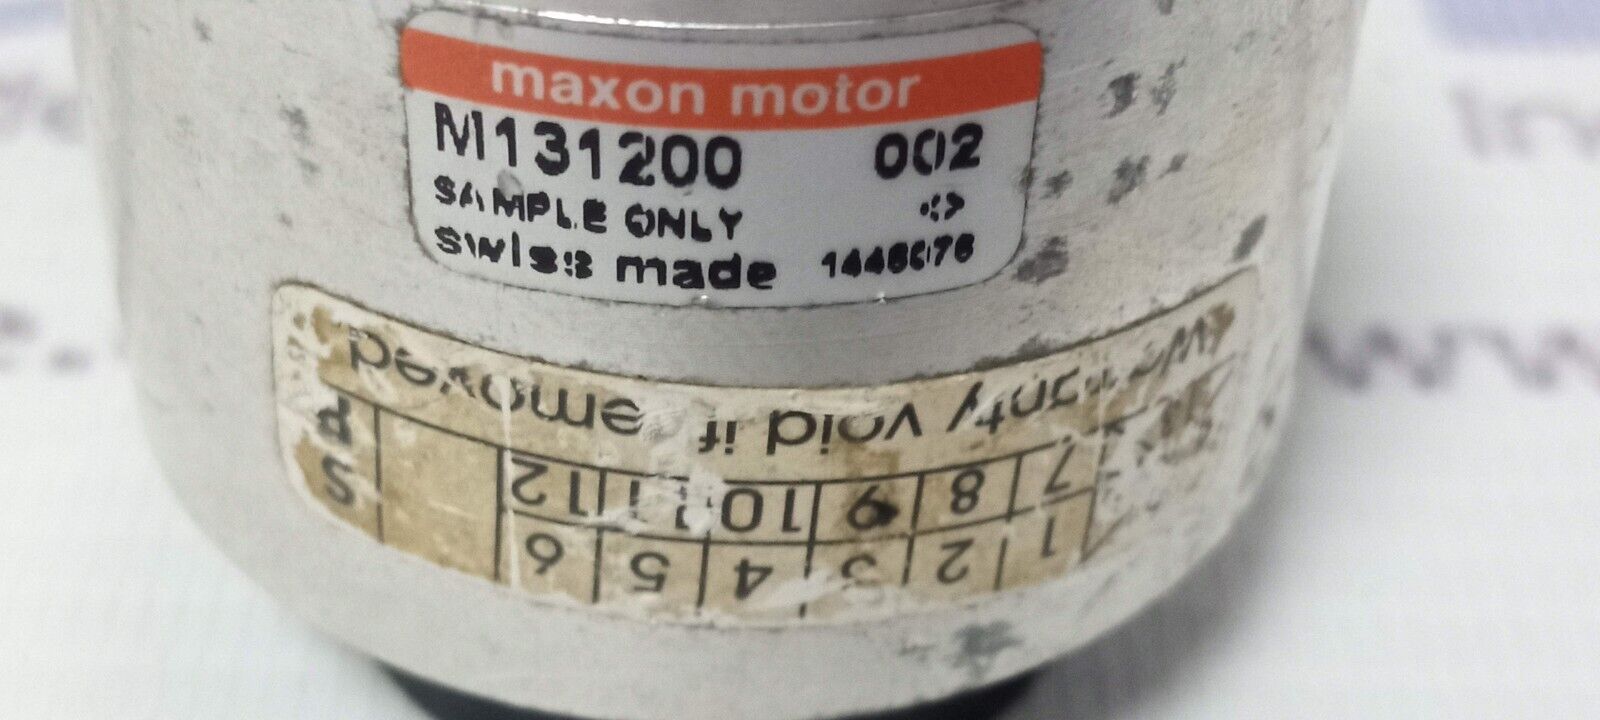 maxon motor
M131200 002
SAMPLE ONLY
swiss made 1446076
Warranty void if removed
1 2 3 4 5 6
7 8 9 10 11 12
S P